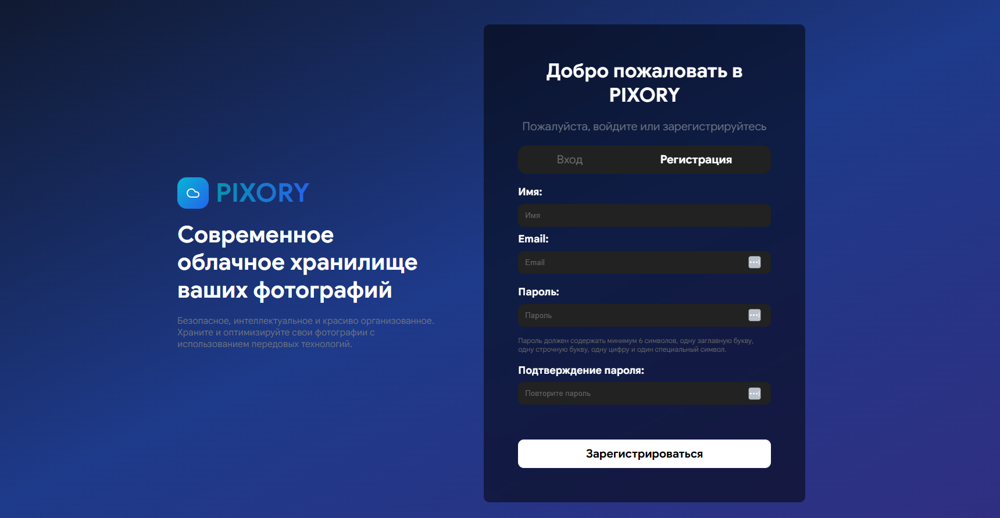 PIXORY
Современное
облачное хранилище
ваших фотографий
Безопасное, интеллектуальное и красиво организованное.
Храните и оптимизируйте свои фотографии с
использованием передовых технологий.
Добро пожаловать в
PIXORY
Пожалуйста, войдите или зарегистрируйтесь
Вход Регистрация
Имя:
Имя
Email:
Email
Пароль:
Пароль
Пароль должен содержать минимум 6 символов, одну заглавную букву,
одну строчную букву, одну цифру и один специальный символ.
Подтверждение пароля:
Повторите пароль
Зарегистрироваться